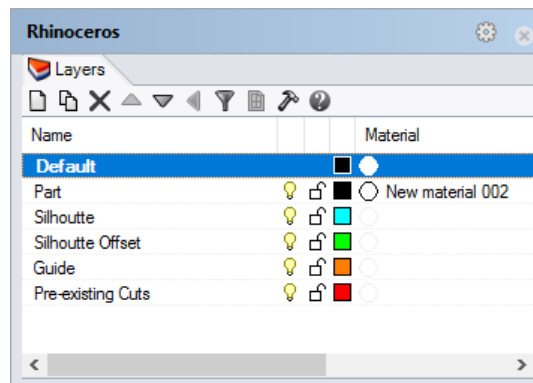 Rhinoceros
Layers
Name Material
Default
Part New material 002
Silhoutte
Silhoutte Offset
Guide
Pre-existing Cuts